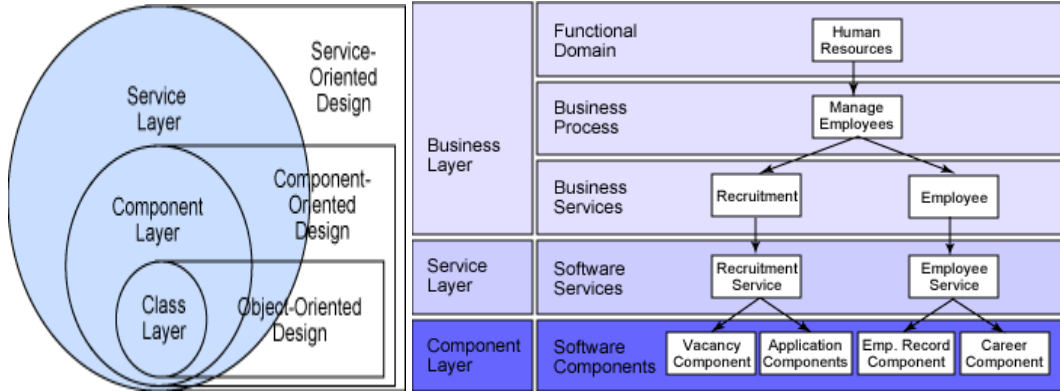 Service-
Oriented
Design
Service
Layer
Component-
Oriented
Design
Component
Layer
Class
Layer
Object-Oriented
Design
Business
Layer
Functional
Domain
Human
Resources
Business
Process
Manage
Employees
Business
Services
Recruitment
Employee
Service
Layer
Software
Services
Recruitment
Service
Employee
Service
Component
Layer
Software
Components
Vacancy
Component
Application
Components
Emp. Record
Component
Career
Component